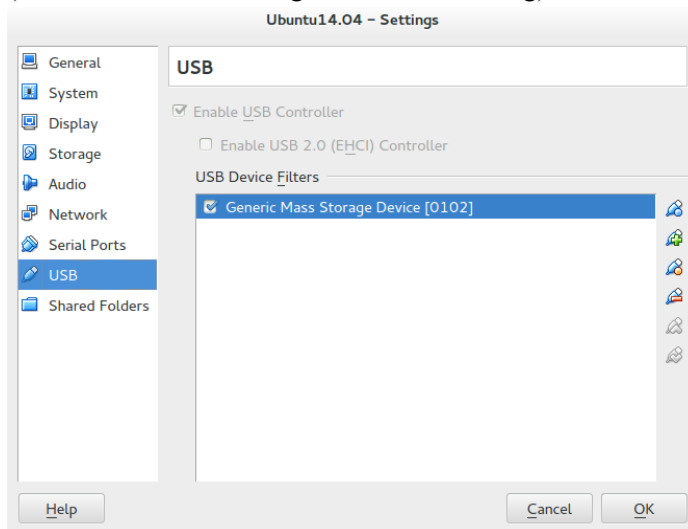 Ubuntu14.04 – Settings
General
System
Display
Storage
Audio
Network
Serial Ports
USB
Shared Folders
USB
Enable USB Controller
Enable USB 2.0 (EHCI) Controller
USB Device Filters
Generic Mass Storage Device [0102]
Help
Cancel
OK